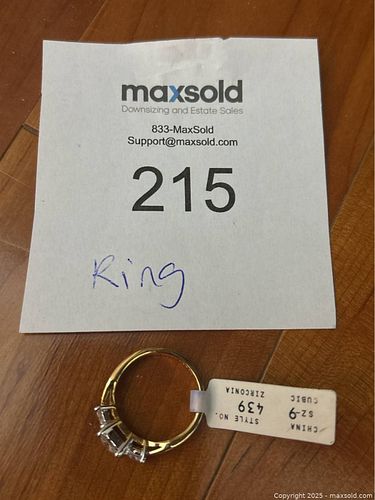 maxsold
Downsizing and Estate Sales
833-MaxSold
Support@maxsold.com
215
Ring
STYLE NO.
439
CHINA
SZ-9
CUBIC
ZIRCONIA
Copyright 2025 - maxsold.com